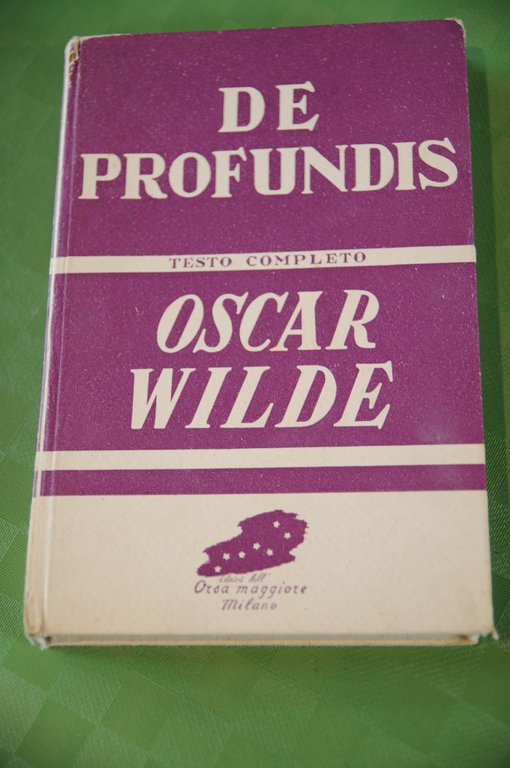 DE
PROFUNDIS
TESTO COMPLETO
OSCAR
WILDE
Orsa maggiore
Milano